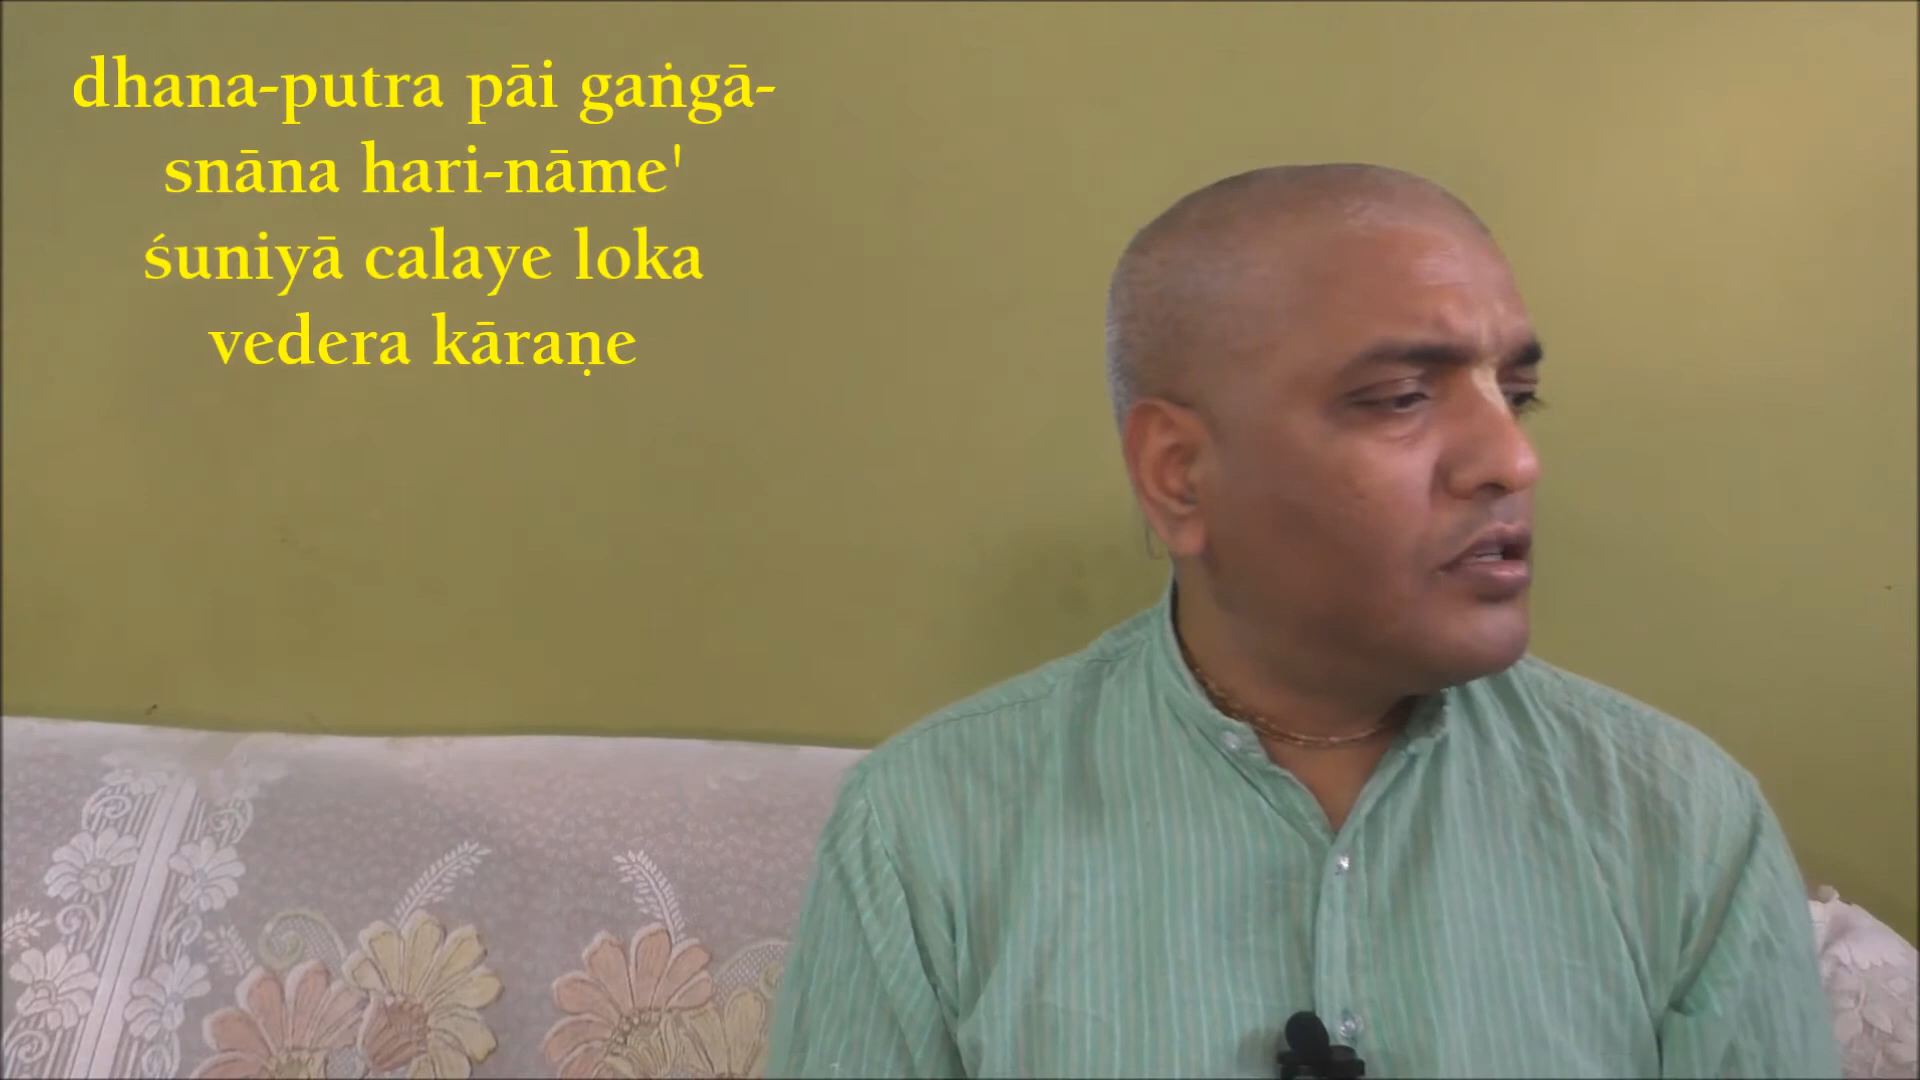 dhana-putra pāi gaṅgā-
snāna hari-nāme'
śuniyā calaye loka
vedera kāraṇe